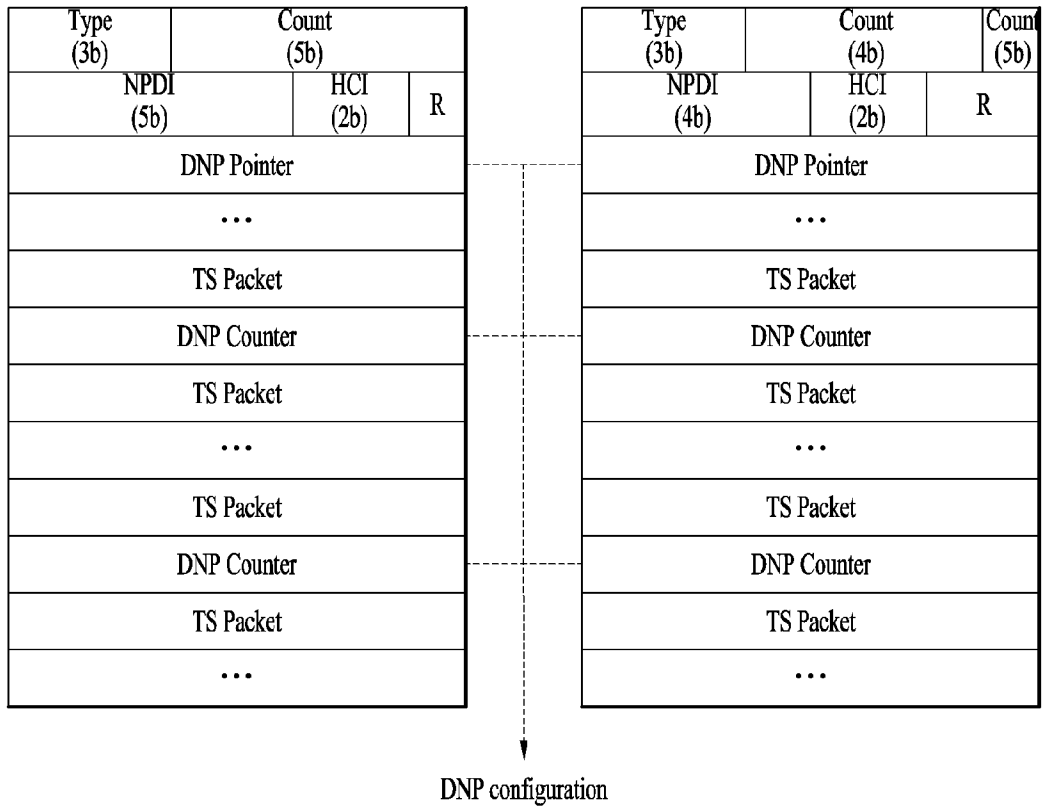 Type
(3b)
Count
(5b)
NPDI
(5b)
HCI
(2b)
R
DNP Pointer
...
TS Packet
DNP Counter
TS Packet
...
TS Packet
DNP Counter
TS Packet
...
Type
(3b)
Count
(4b)
Count
(5b)
NPDI
(4b)
HCI
(2b)
R
DNP Pointer
...
TS Packet
DNP Counter
TS Packet
...
TS Packet
DNP Counter
TS Packet
...
DNP configuration